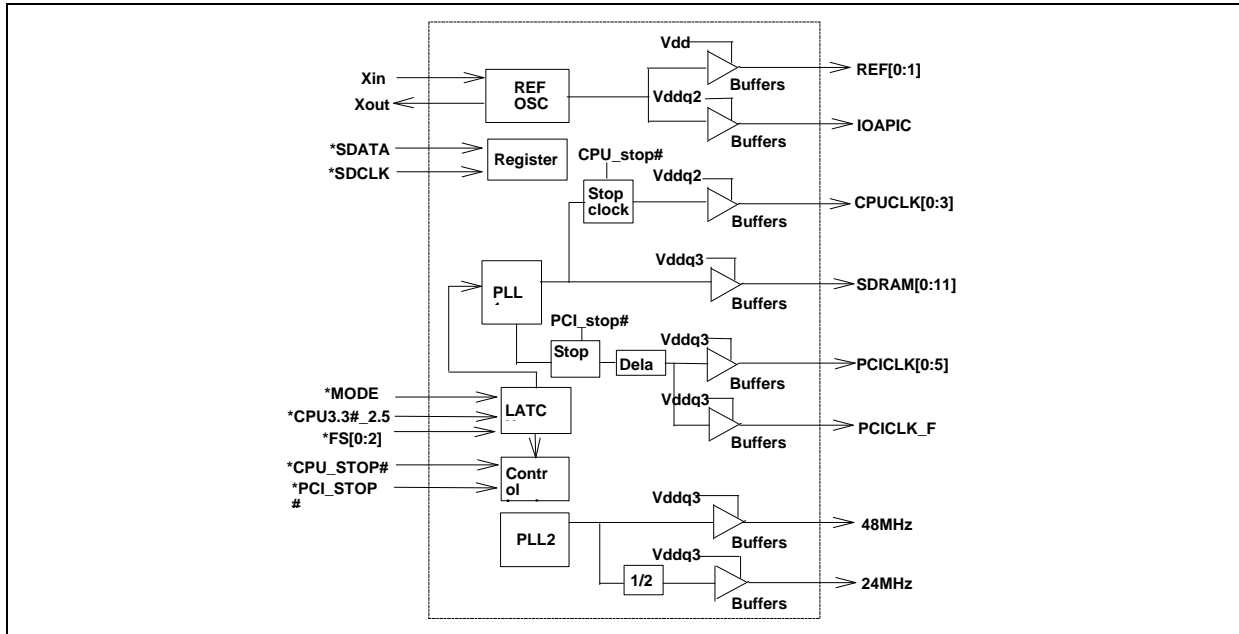 Vdd
Xin
REF
OSC
REF[0:1]
Buffers
Xout
Vddq2
IOAPIC
Buffers
*SDATA
Register
*SDCLK
CPU_stop#
Vddq2
Stop
clock
CPUCLK[0:3]
Buffers
Vddq3
PLL
SDRAM[0:11]
Buffers
PCI_stop#
Stop
Dela
Vddq3
PCICLK[0:5]
Buffers
*MODE
*CPU3.3#_2.5
*FS[0:2]
LATC
Vddq3
PCICLK_F
Buffers
*CPU_STOP#
*PCI_STOP
#
Contr
ol
PLL2
Vddq3
48MHz
Buffers
Vddq3
1/2
24MHz
Buffers